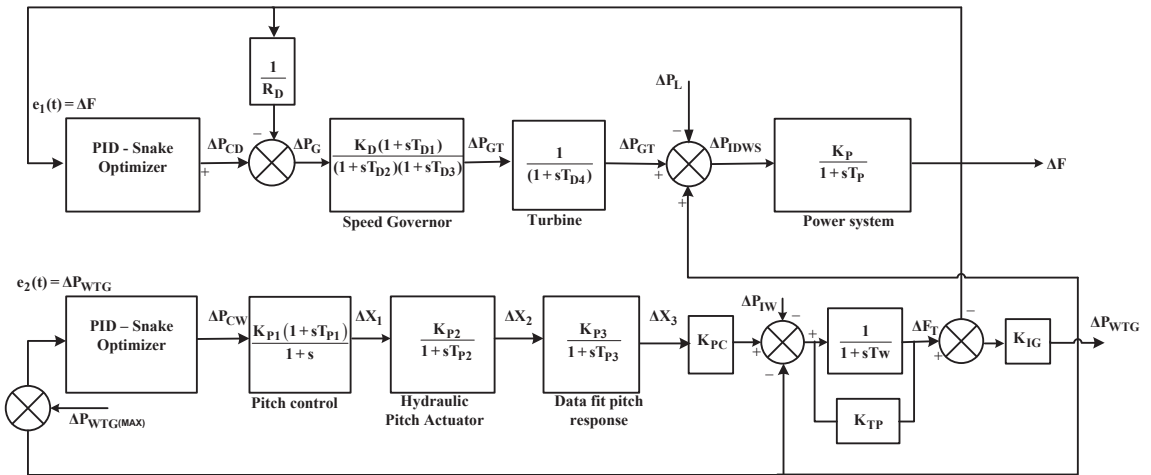 1
R_D
ΔP_L
e₁(t) = ΔF
PID - Snake
Optimizer
ΔP_CD
+
−
ΔP_G
K_D(1+sT_D1)
(1+sT_D2)(1+sT_D3)
ΔP_GT
1
(1+sT_D4)
ΔP_GT
+
−
+
ΔP_IDWS
K_P
1+sT_P
ΔF
Speed Governor
Turbine
Power system
e₂(t) = ΔP_WTG
PID – Snake
Optimizer
ΔP_CW
K_P1(1+sT_P1)
1+s
ΔX₁
K_P2
1+sT_P2
ΔX₂
K_P3
1+sT_P3
ΔX₃
K_PC
ΔP_IW
−
+
−
+
1
1+sTw
ΔF_T
−
+
K_IG
ΔP_WTG
+
K_TP
Pitch control
Hydraulic
Pitch Actuator
Data fit pitch
response
ΔP_WTG(MAX)